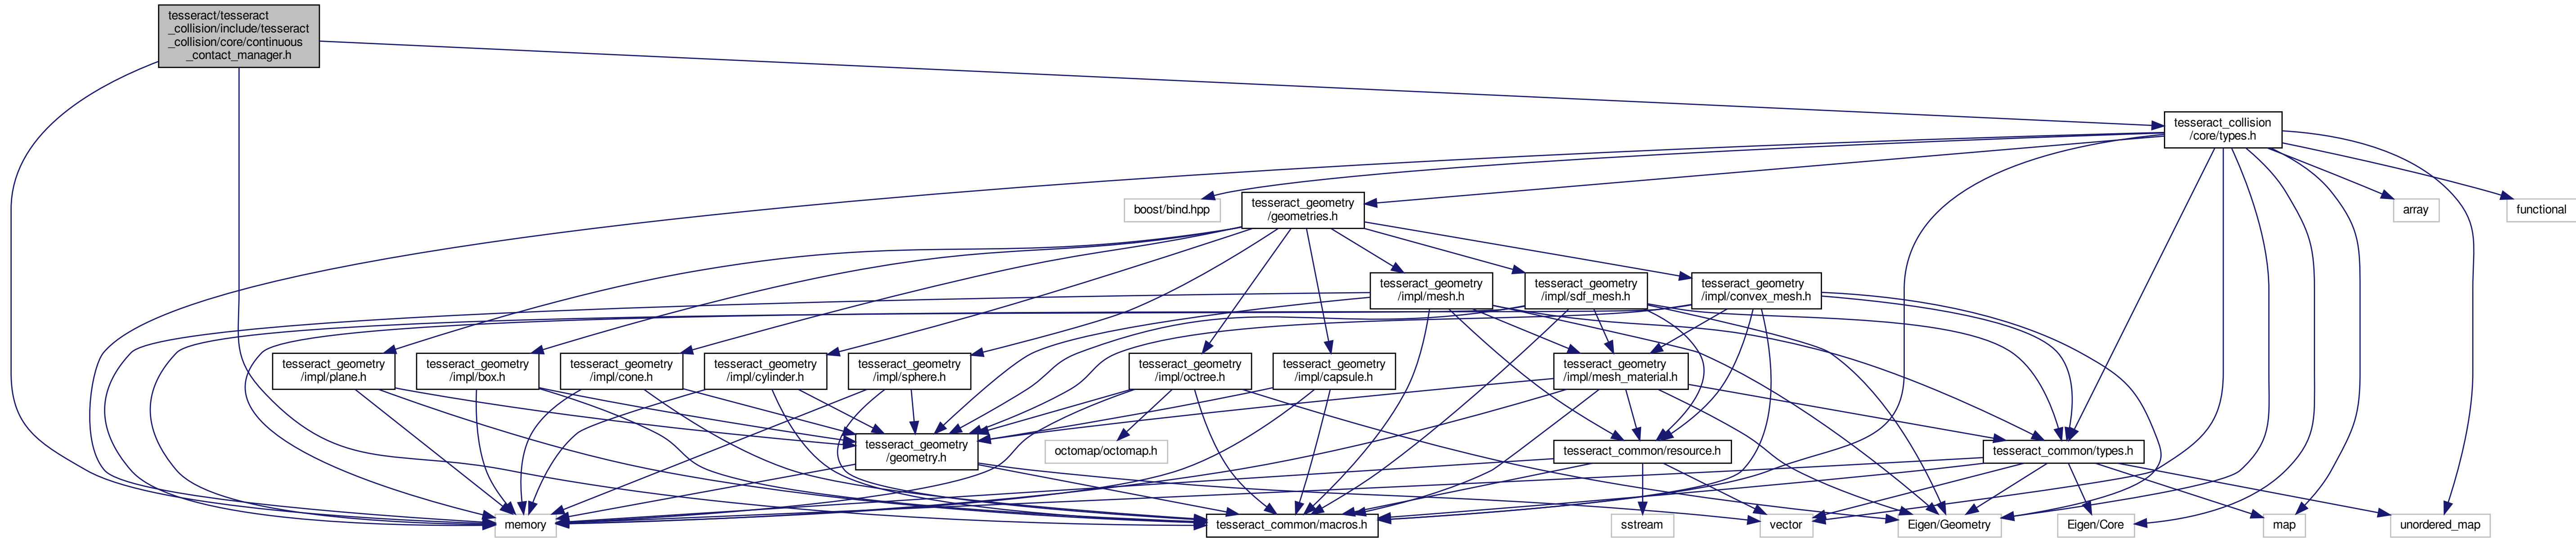 tesseract/tesseract
_collision/include/tesseract
_collision/core/continuous
_contact_manager.h
tesseract_collision
/core/types.h
boost/bind.hpp
tesseract_geometry
/geometries.h
array
functional
tesseract_geometry
/impl/mesh.h
tesseract_geometry
/impl/sdf_mesh.h
tesseract_geometry
/impl/convex_mesh.h
tesseract_geometry
/impl/plane.h
tesseract_geometry
/impl/box.h
tesseract_geometry
/impl/cone.h
tesseract_geometry
/impl/cylinder.h
tesseract_geometry
/impl/sphere.h
tesseract_geometry
/impl/octree.h
tesseract_geometry
/impl/capsule.h
tesseract_geometry
/impl/mesh_material.h
tesseract_geometry
/geometry.h
octomap/octomap.h
tesseract_common/resource.h
tesseract_common/types.h
memory
tesseract_common/macros.h
sstream
vector
Eigen/Geometry
Eigen/Core
map
unordered_map